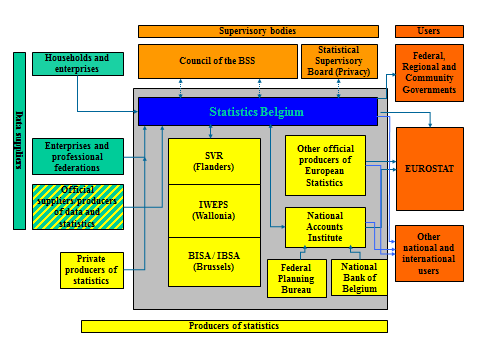 Supervisory bodies
Users
Households and
enterprises
Council of the BSS
Statistical
Supervisory
Board (Privacy)
Federal,
Regional and
Community
Governments
Data suppliers
Statistics Belgium
Enterprises and
professional
federations
SVR
(Flanders)
Other official
producers of
European
Statistics
EUROSTAT
Official
suppliers/producers
of data and
statistics
IWEPS
(Wallonia)
National
Accounts
Institute
Other
national and
international
users
Private
producers of
statistics
BISA / IBSA
(Brussels)
Federal
Planning
Bureau
National
Bank of
Belgium
Producers of statistics